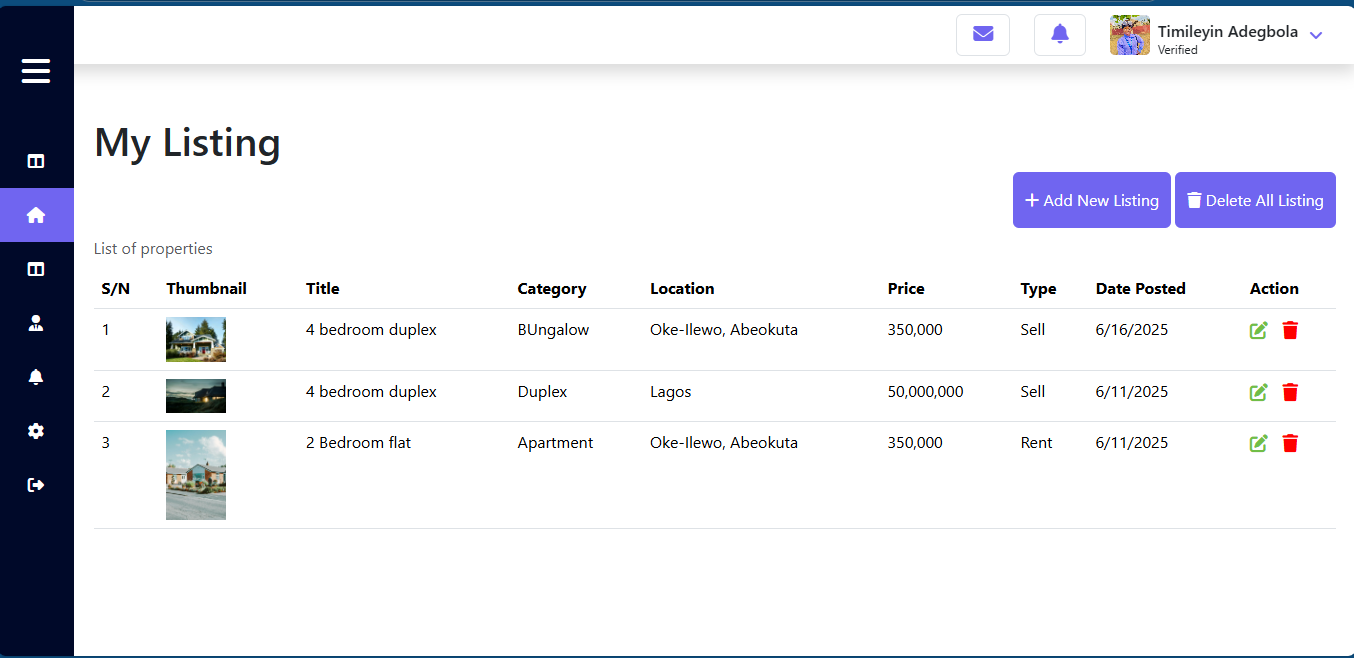 Timileyin Adegbola
Verified
My Listing
Add New Listing Delete All Listing
List of properties
S/N Thumbnail Title Category Location Price Type Date Posted Action
1 4 bedroom duplex BUngalow Oke-Ilewo, Abeokuta 350,000 Sell 6/16/2025
2 4 bedroom duplex Duplex Lagos 50,000,000 Sell 6/11/2025
3 2 Bedroom flat Apartment Oke-Ilewo, Abeokuta 350,000 Rent 6/11/2025